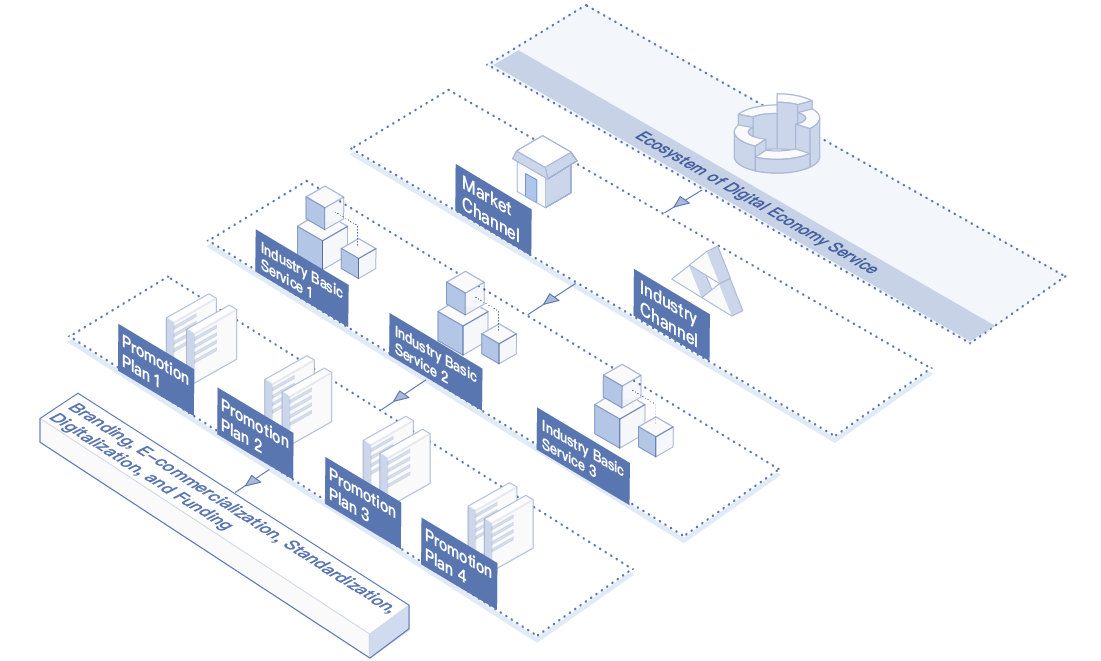 Ecosystem of Digital Economy Service
Market
Channel
Industry
Channel
Industry Basic
Service 1
Industry Basic
Service 2
Industry Basic
Service 3
Promotion
Plan 1
Promotion
Plan 2
Promotion
Plan 3
Promotion
Plan 4
Branding, E-commercialization, Standardization,
Digitalization, and Funding